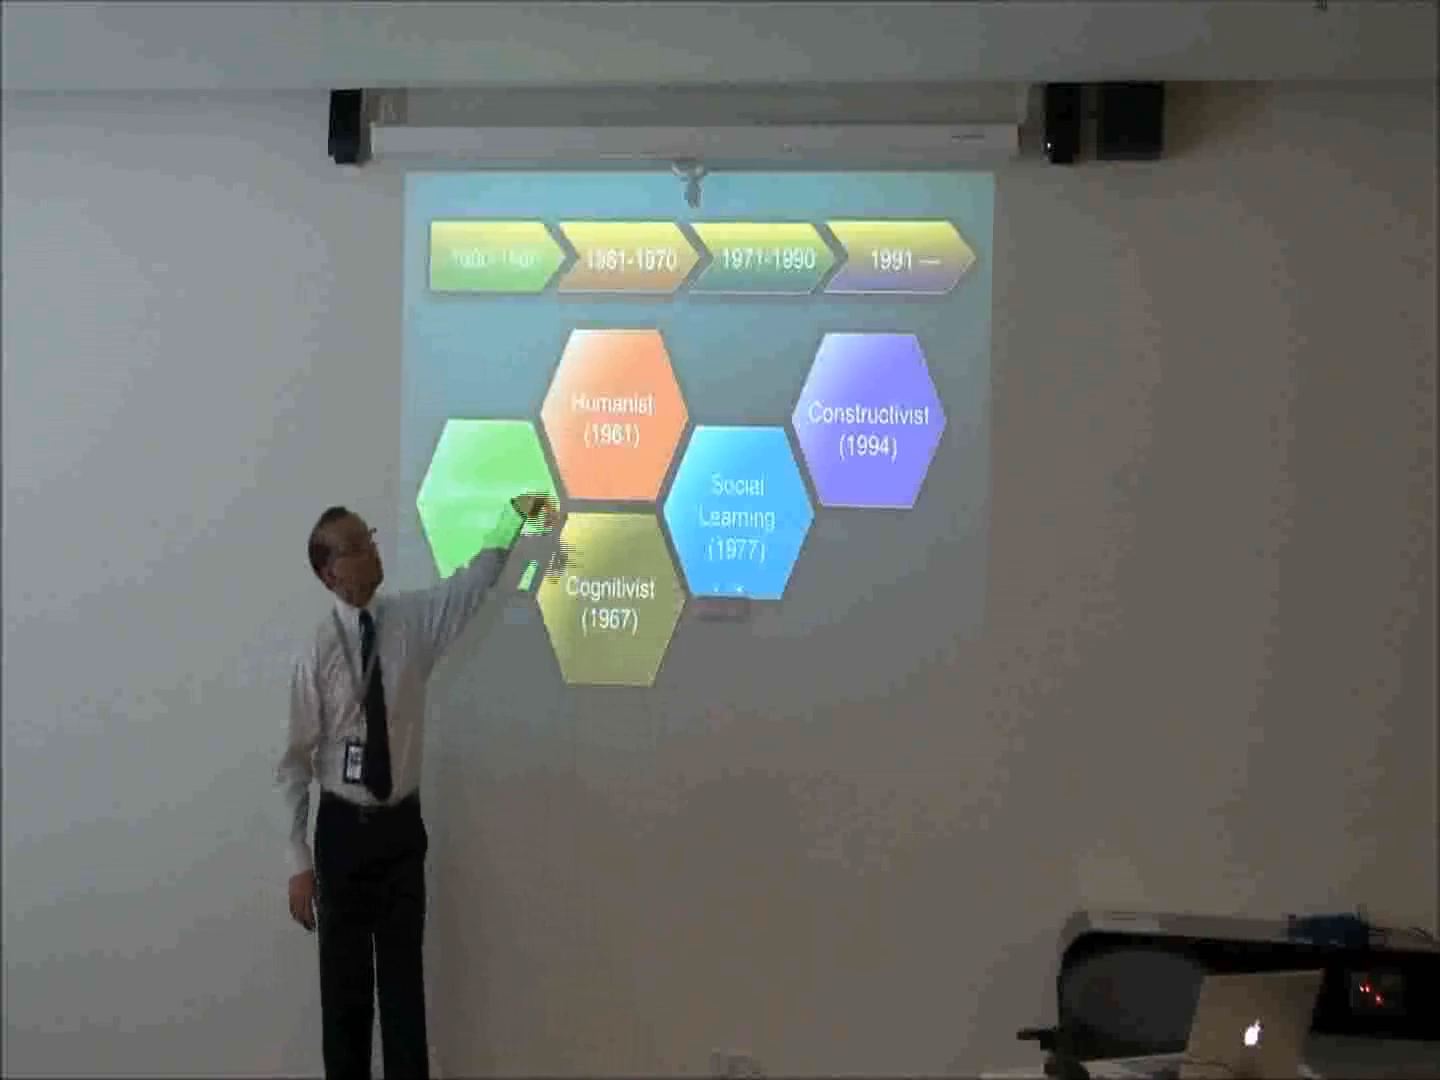 1961-1970
1971-1990
1991 —
Humanist
(1961)
Constructivist
(1994)
Social
Learning
(1977)
Cognitivist
(1967)